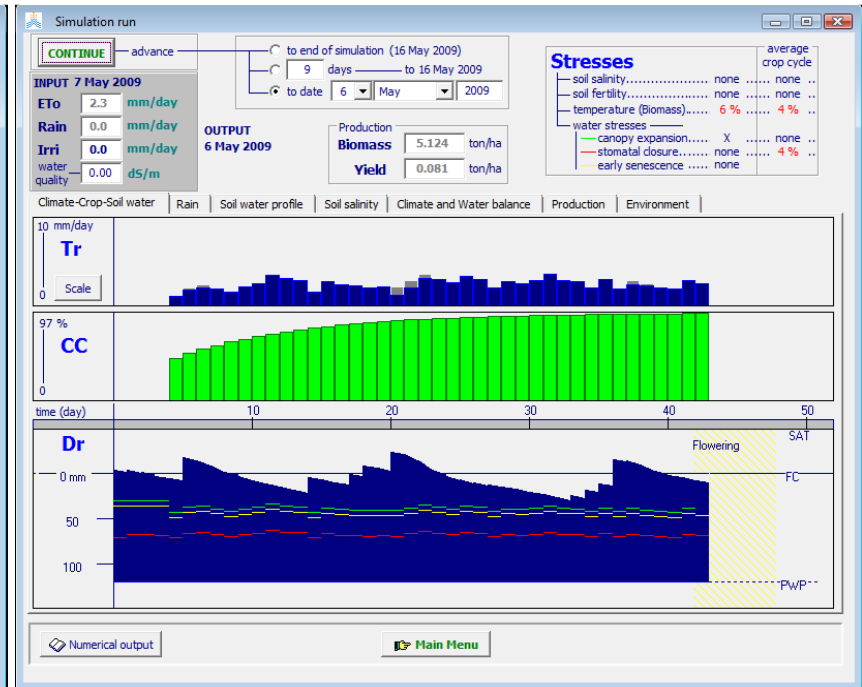 Simulation run
CONTINUE advance
to end of simulation (16 May 2009)
9 days to 16 May 2009
to date 6 May 2009
INPUT 7 May 2009
ETo 2.3 mm/day
Rain 0.0 mm/day
Irri 0.0 mm/day
water quality 0.00 dS/m
OUTPUT
6 May 2009
Production
Biomass 5.124 ton/ha
Yield 0.081 ton/ha
Stresses
average
crop cycle
soil salinity................... none ...... none ..
soil fertility................... none ...... none ..
temperature (Biomass)..... 6 % ...... 4 % ..
water stresses
canopy expansion...... X ...... none ..
stomatal closure....... none ...... 4 % ..
early senescence ..... none
Climate-Crop-Soil water Rain Soil water profile Soil salinity Climate and Water balance Production Environment
10 mm/day
Tr
Scale
0
97 %
CC
0
time (day) 10 20 30 40 50
Dr
Flowering
SAT
0 mm
FC
50
100
PWP
Numerical output
Main Menu